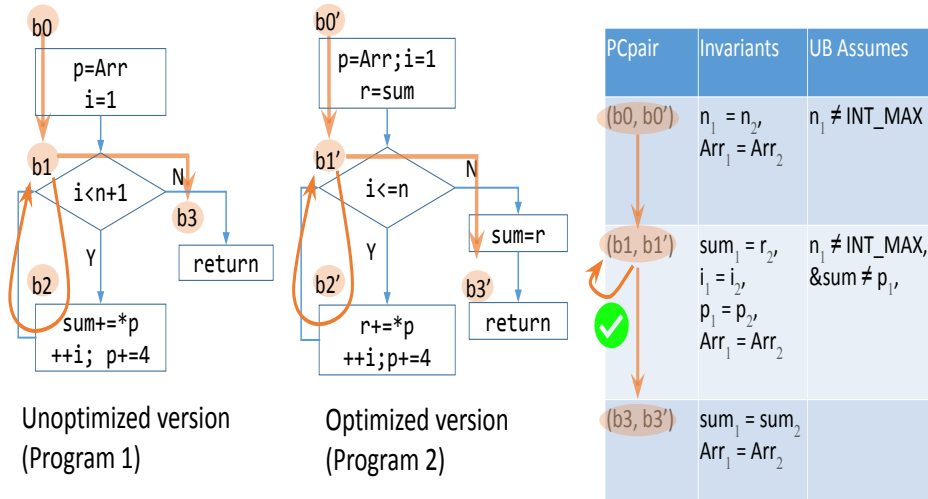 b0
p=Arr
i=1
b1
i<n+1
N
b3
return
Y
b2
sum+=*p
++i; p+=4
Unoptimized version
(Program 1)
b0’
p=Arr;i=1
r=sum
b1’
i<=n
N
sum=r
b3’
return
Y
b2’
r+=*p
++i;p+=4
Optimized version
(Program 2)
PCpair Invariants UB Assumes
(b0, b0’) n₁ = n₂, n₁ ≠ INT_MAX
Arr₁ = Arr₂
(b1, b1’) sum₁ = r₂, n₁ ≠ INT_MAX,
i₁ = i₂, &sum ≠ p₁,
p₁ = p₂,
Arr₁ = Arr₂
(b3, b3’) sum₁ = sum₂
Arr₁ = Arr₂